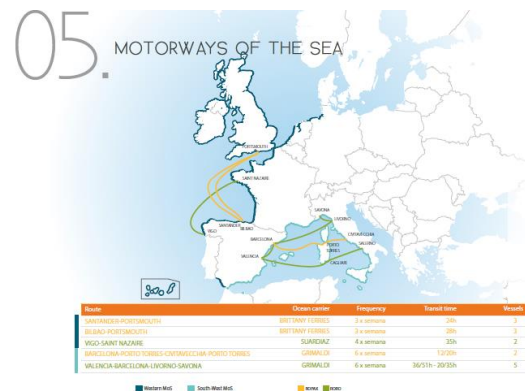 05. MOTORWAYS OF THE SEA
PORTSMOUTH
SAINT NAZAIRE
SAVONA
LIVORNO
SANTANDER
BILBAO
VIGO
BARCELONA
CIVITAVECCHIA
PORTO TORRES
SALERNO
VALENCIA
CAGLIARI
Route Ocean carrier Frequency Transit time Vessels
SANTANDER-PORTSMOUTH BRITTANY FERRIES 3 x semana 3
BILBAO-PORTSMOUTH BRITTANY FERRIES 3 x semana 28h 3
VIGO-SAINT NAZAIRE SUARDIAZ 4 x semana 35h 2
BARCELONA-PORTO TORRES-CIVITAVECCHIA-PORTO TORRES GRIMALDI 6 x semana 12/20h 2
VALENCIA-BARCELONA-LIVORNO-SAVONA GRIMALDI 6 x semana 36/51h - 20/35h 5
Western MoS South-West MoS ROPAX RORO